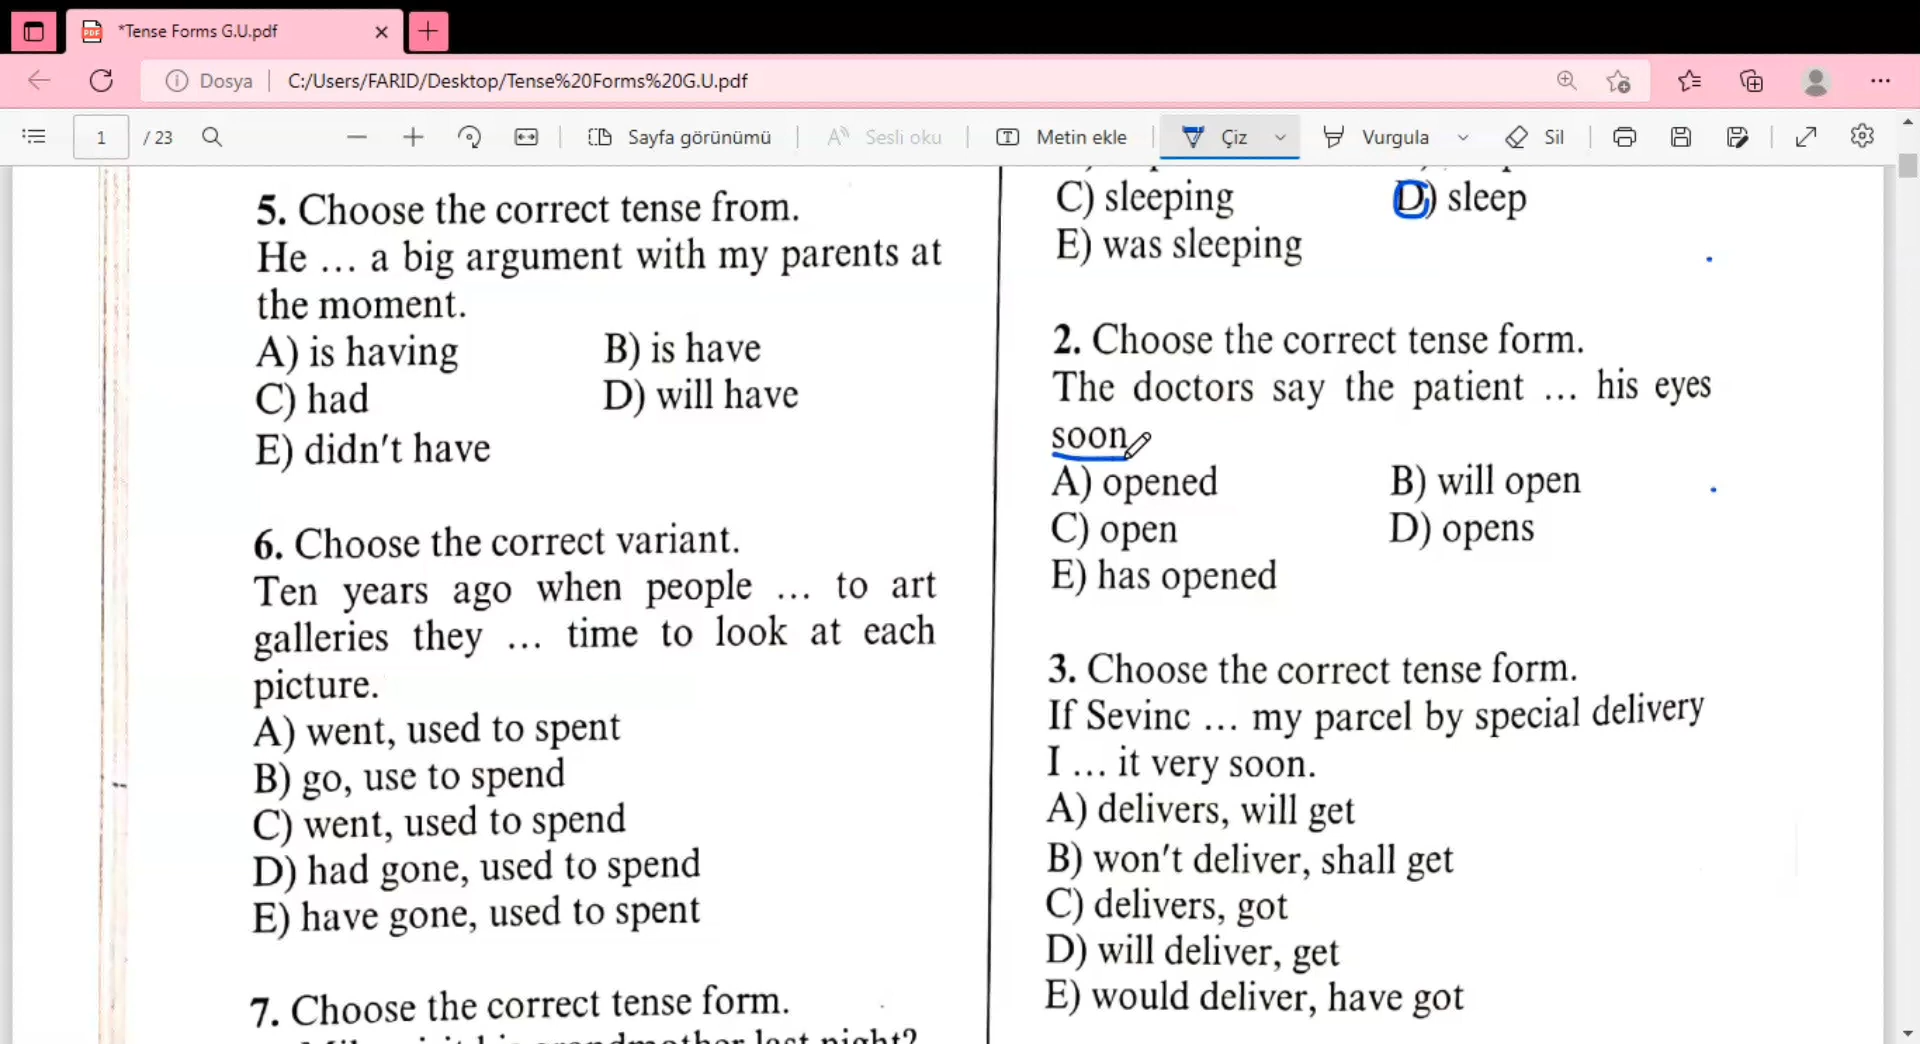 *Tense Forms G.U.pdf
Dosya
C:/Users/FARID/Desktop/Tense%20Forms%20G.U.pdf
1
/ 23
Sayfa görünümü
Sesli oku
Metin ekle
Çiz
Vurgula
Sil
5. Choose the correct tense from.
He ... a big argument with my parents at
the moment.
A) is having
B) is have
C) had
D) will have
E) didn't have
6. Choose the correct variant.
Ten years ago when people ... to art
galleries they ... time to look at each
picture.
A) went, used to spent
B) go, use to spend
C) went, used to spend
D) had gone, used to spend
E) have gone, used to spent
7. Choose the correct tense form.
grandmother last night?
C) sleeping
D) sleep
E) was sleeping
2. Choose the correct tense form.
The doctors say the patient ... his eyes
soon
A) opened
B) will open
C) open
D) opens
E) has opened
3. Choose the correct tense form.
If Sevinc ... my parcel by special delivery
I ... it very soon.
A) delivers, will get
B) won't deliver, shall get
C) delivers, got
D) will deliver, get
E) would deliver, have got